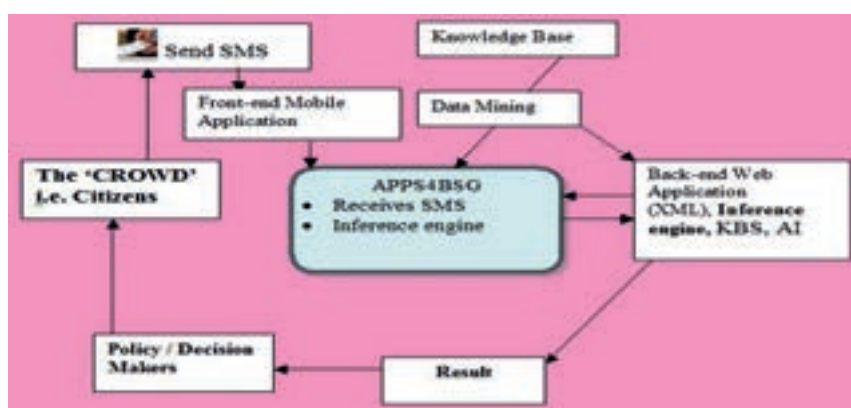 Send SMS
Knowledge Base
Front-end Mobile
Application
Data Mining
The ‘CROWD’
i.e. Citizens
APPS4BSG
• Receives SMS
• Inference engine
Back-end Web
Application
(XML), Inference
engine, KBS, AI
Policy / Decision
Makers
Result